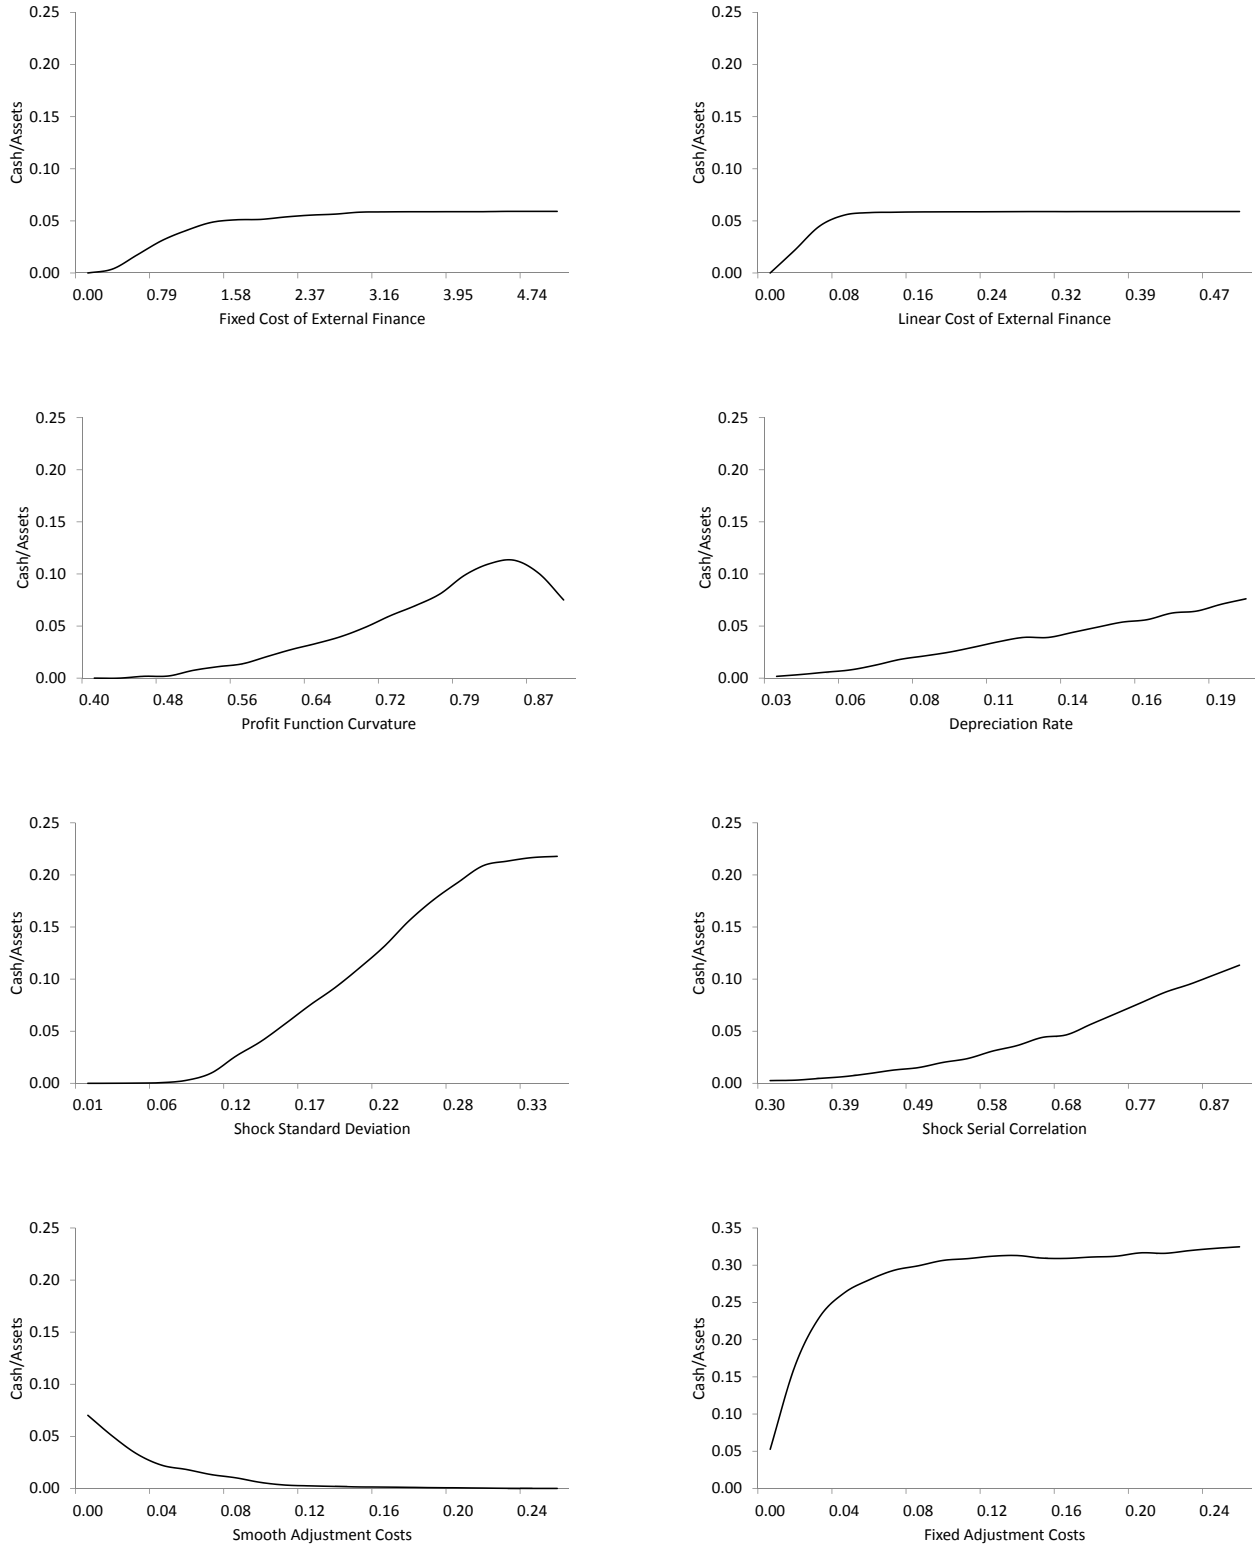 0.25
0.20
0.15
0.10
0.05
0.00
Cash/Assets
0.00 0.79 1.58 2.37 3.16 3.95 4.74
Fixed Cost of External Finance
0.25
0.20
0.15
0.10
0.05
0.00
Cash/Assets
0.00 0.08 0.16 0.24 0.32 0.39 0.47
Linear Cost of External Finance
0.25
0.20
0.15
0.10
0.05
0.00
Cash/Assets
0.40 0.48 0.56 0.64 0.72 0.79 0.87
Profit Function Curvature
0.25
0.20
0.15
0.10
0.05
0.00
Cash/Assets
0.03 0.06 0.08 0.11 0.14 0.16 0.19
Depreciation Rate
0.25
0.20
0.15
0.10
0.05
0.00
Cash/Assets
0.01 0.06 0.12 0.17 0.22 0.28 0.33
Shock Standard Deviation
0.25
0.20
0.15
0.10
0.05
0.00
Cash/Assets
0.30 0.39 0.49 0.58 0.68 0.77 0.87
Shock Serial Correlation
0.25
0.20
0.15
0.10
0.05
0.00
Cash/Assets
0.00 0.04 0.08 0.12 0.16 0.20 0.24
Smooth Adjustment Costs
0.35
0.30
0.25
0.20
0.15
0.10
0.05
0.00
Cash/Assets
0.00 0.04 0.08 0.12 0.16 0.20 0.24
Fixed Adjustment Costs